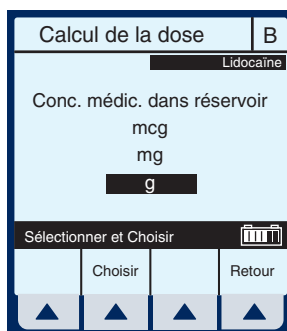 Calcul de la dose B
Lidocaïne
Conc. médic. dans réservoir
mcg
mg
g
Sélectionner et Choisir
Choisir Retour